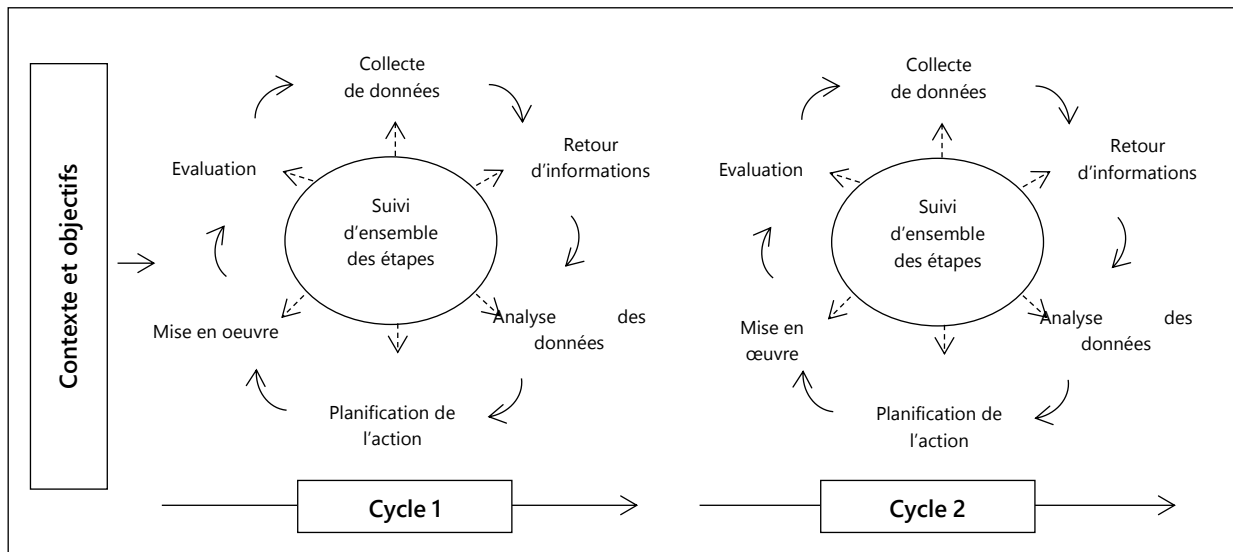 Contexte et objectifs
Collecte
de données
Retour
d'informations
Evaluation
Suivi
d'ensemble
des étapes
Mise en oeuvre
Analyse des
données
Planification de
l'action
Cycle 1
Collecte
de données
Retour
d'informations
Evaluation
Suivi
d'ensemble
des étapes
Mise en
œuvre
Analyse des
données
Planification de
l'action
Cycle 2